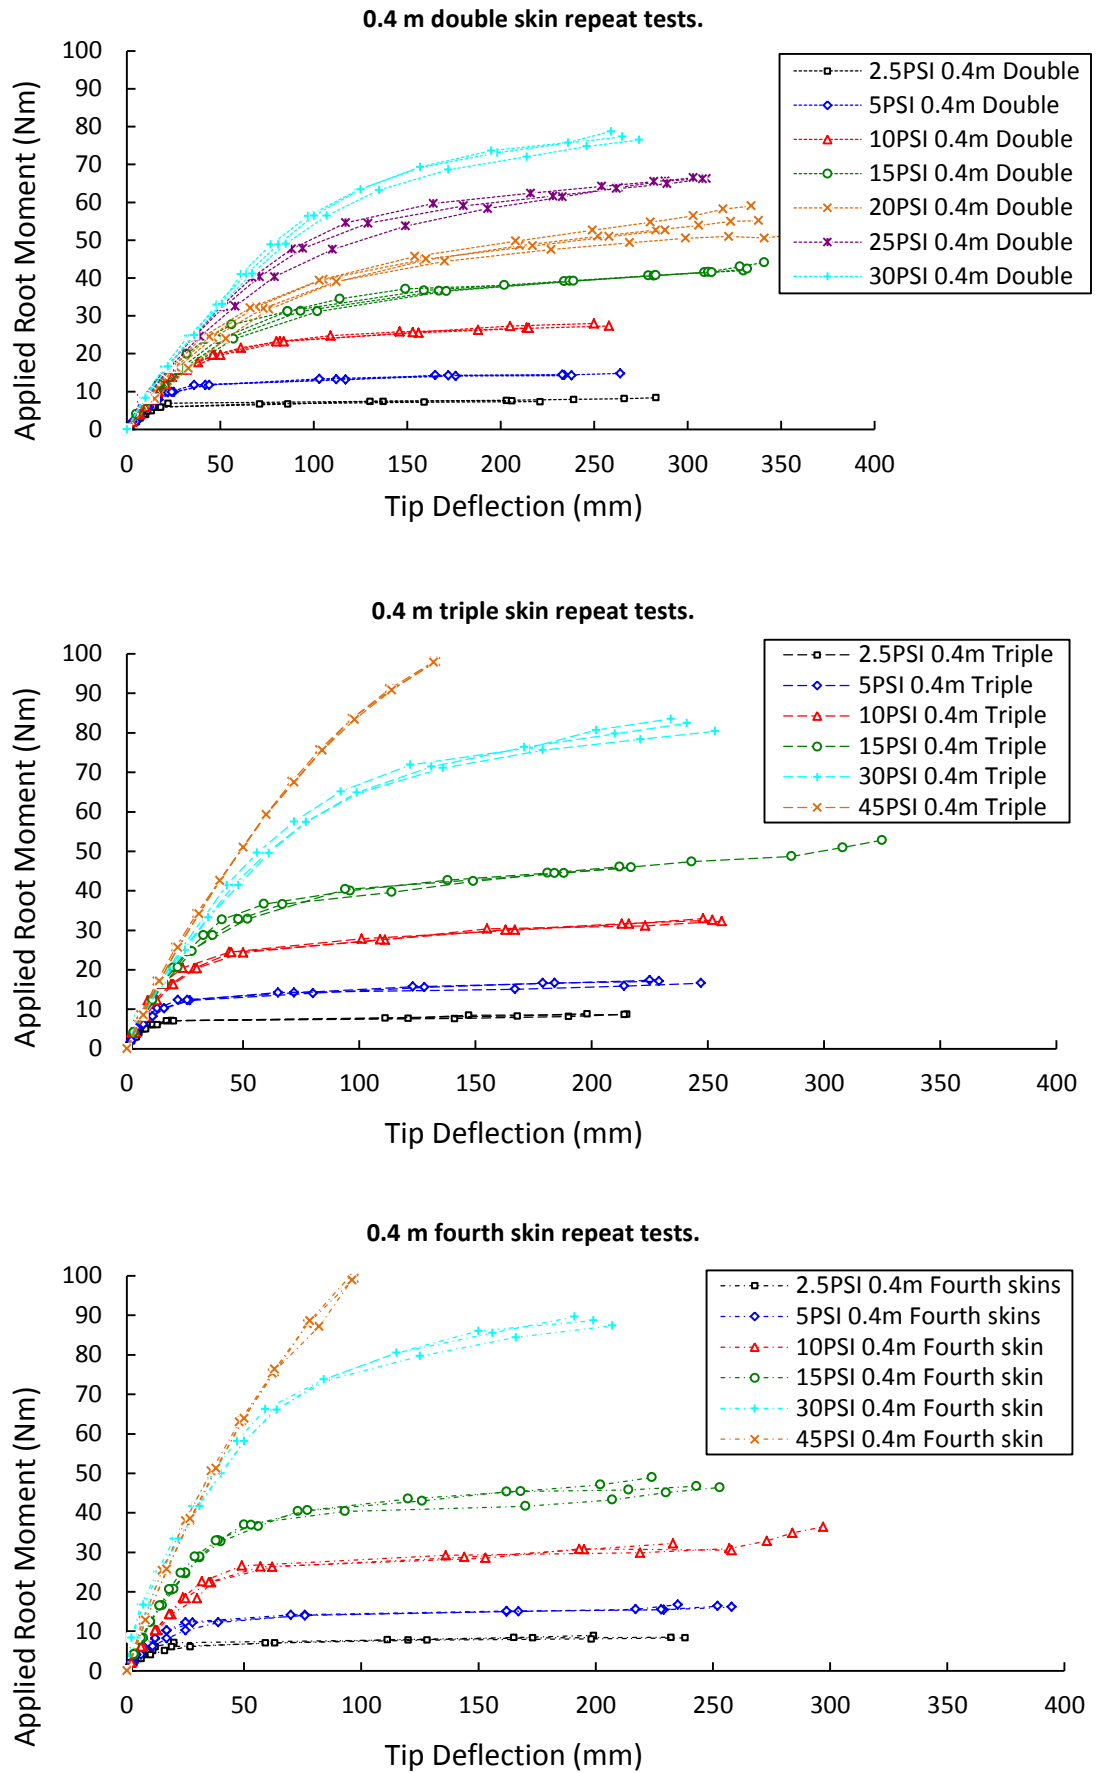 0.4 m double skin repeat tests.
100
90
80
70
60
50
40
30
20
10
0
Applied Root Moment (Nm)
0 50 100 150 200 250 300 350 400
Tip Deflection (mm)
2.5PSI 0.4m Double
5PSI 0.4m Double
10PSI 0.4m Double
15PSI 0.4m Double
20PSI 0.4m Double
25PSI 0.4m Double
30PSI 0.4m Double
0.4 m triple skin repeat tests.
100
90
80
70
60
50
40
30
20
10
0
Applied Root Moment (Nm)
0 50 100 150 200 250 300 350 400
Tip Deflection (mm)
2.5PSI 0.4m Triple
5PSI 0.4m Triple
10PSI 0.4m Triple
15PSI 0.4m Triple
30PSI 0.4m Triple
45PSI 0.4m Triple
0.4 m fourth skin repeat tests.
100
90
80
70
60
50
40
30
20
10
0
Applied Root Moment (Nm)
0 50 100 150 200 250 300 350 400
Tip Deflection (mm)
2.5PSI 0.4m Fourth skins
5PSI 0.4m Fourth skins
10PSI 0.4m Fourth skin
15PSI 0.4m Fourth skin
30PSI 0.4m Fourth skin
45PSI 0.4m Fourth skin